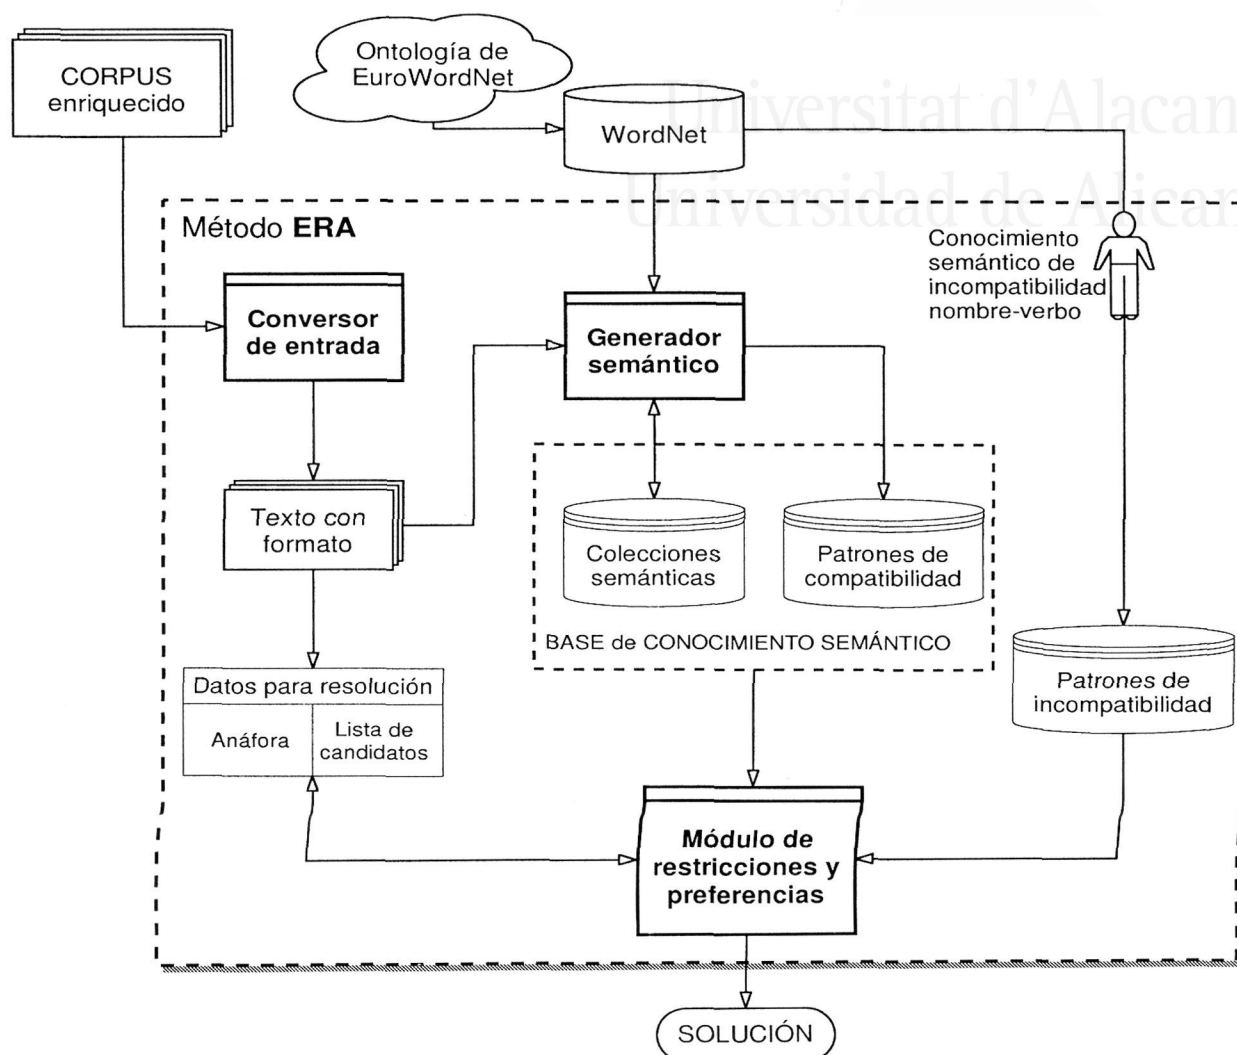 CORPUS
enriquecido
Ontología de
EuroWordNet
WordNet
Universitat d'Alacan
Universidad de Alican
Método ERA
Conocimiento
semántico de
incompatibilidad
nombre-verbo
Conversor
de entrada
Generador
semántico
Texto con
formato
Colecciones
semánticas
Patrones de
compatibilidad
BASE de CONOCIMIENTO SEMÁNTICO
Patrones de
incompatibilidad
Datos para resolución
Anáfora
Lista de
candidatos
Módulo de
restricciones y
preferencias
SOLUCIÓN